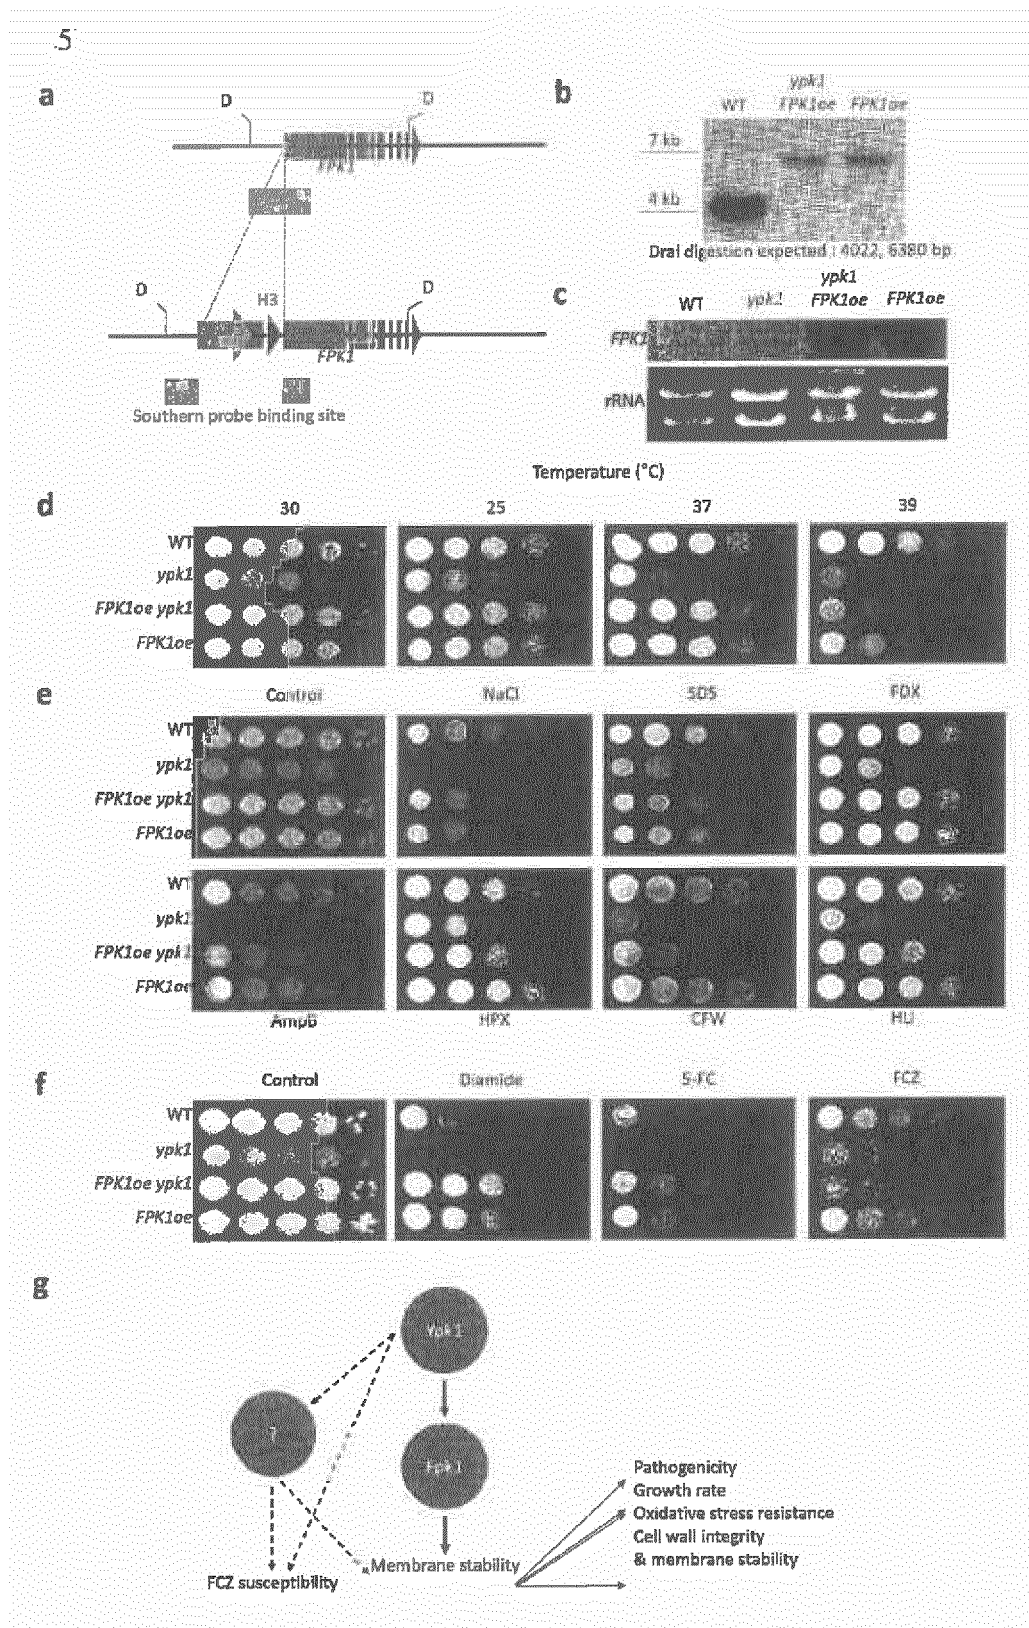 5
a
D
D
D
H3
D
FPK1
Southern probe binding site
b
ypk1
WT FPK1oe FPK1oe
7 kb
4 kb
DraI digestion expected : 4022, 6380 bp
c
ypk1
WT ypk1 FPK1oe FPK1oe
FPK1
rRNA
Temperature (°C)
d
30 25 37 39
WT
ypk1
FPK1oe ypk1
FPK1oe
e
Control NaCl SDS FDX
WT
ypk1
FPK1oe ypk1
FPK1oe
WT
ypk1
FPK1oe ypk1
FPK1oe
AmpB HPX CFW HU
f
Control Diamide 5-FC FCZ
WT
ypk1
FPK1oe ypk1
FPK1oe
g
Ypk1
?
Fpk1
Pathogenicity
Growth rate
Oxidative stress resistance
Cell wall integrity
& membrane stability
Membrane stability
FCZ susceptibility